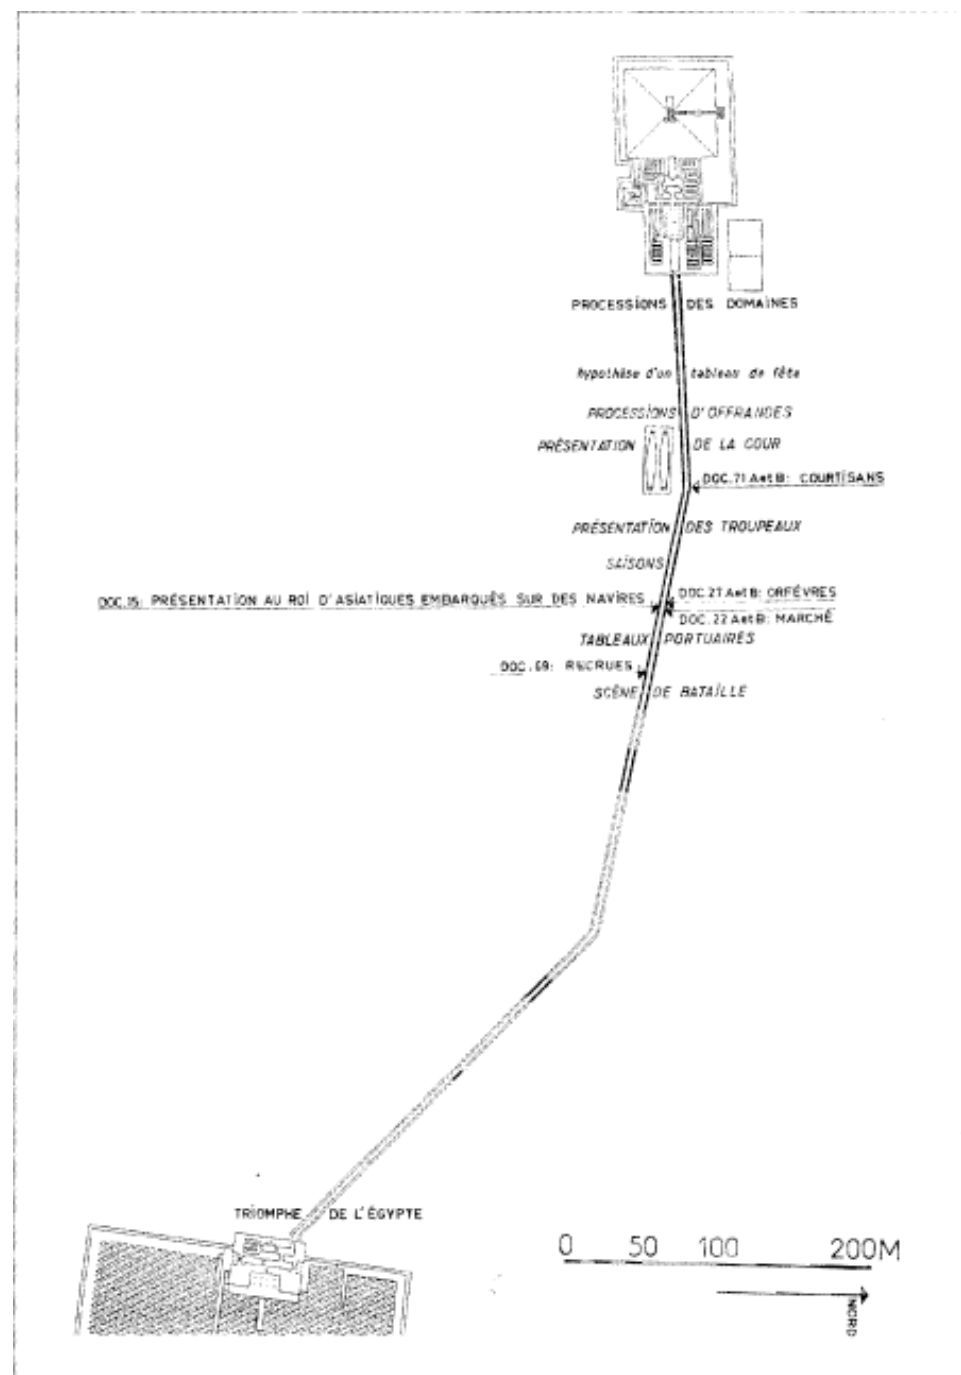 PROCESSIONS DES DOMAINES
hypothèse d'un tableau de fête
PROCESSIONS D'OFFRANDES
PRÉSENTATION DE LA COUR
DOC. 71 A et B: COURTISANS
PRÉSENTATION DES TROUPEAUX
SAISONS
DOC. 15: PRÉSENTATION AU ROI D'ASIATIQUES EMBARQUÉS SUR DES NAVIRES
DOC. 27 A et B: ORFÉVRES
DOC. 22 A et B: MARCHÉ
TABLEAUX PORTUAIRES
DOC. 69: RECRUES
SCÈNE DE BATAILLE
TRIOMPHE DE L'ÉGYPTE
0 50 100 200M
NORD